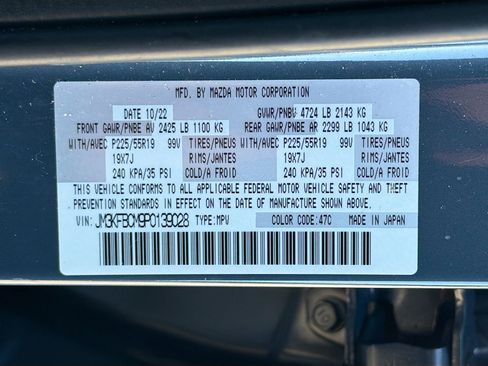 MFD. BY MAZDA MOTOR CORPORATION
DATE 10/22 GVWR/PNBV 4724 LB 2143 KG
FRONT GAWR/PNBE AV 2425 LB 1100 KG REAR GAWR/PNBE AR 2299 LB 1043 KG
WITH/AVEC P225/55R19 99V TIRES/PNEUS WITH/AVEC P225/55R19 99V TIRES/PNEUS
19X7J RIMS/JANTES 19X7J RIMS/JANTES
240 KPA/35 PSI COLD/A FROID 240 KPA/35 PSI COLD/A FROID
THIS VEHICLE CONFORMS TO ALL APPLICABLE FEDERAL MOTOR VEHICLE SAFETY AND THEFT
PREVENTION STANDARDS IN EFFECT ON THE DATE OF MANUFACTURE SHOWN ABOVE.
VIN: JM3KFBCM9P0139028 TYPE:MPV COLOR CODE:47C MADE IN JAPAN